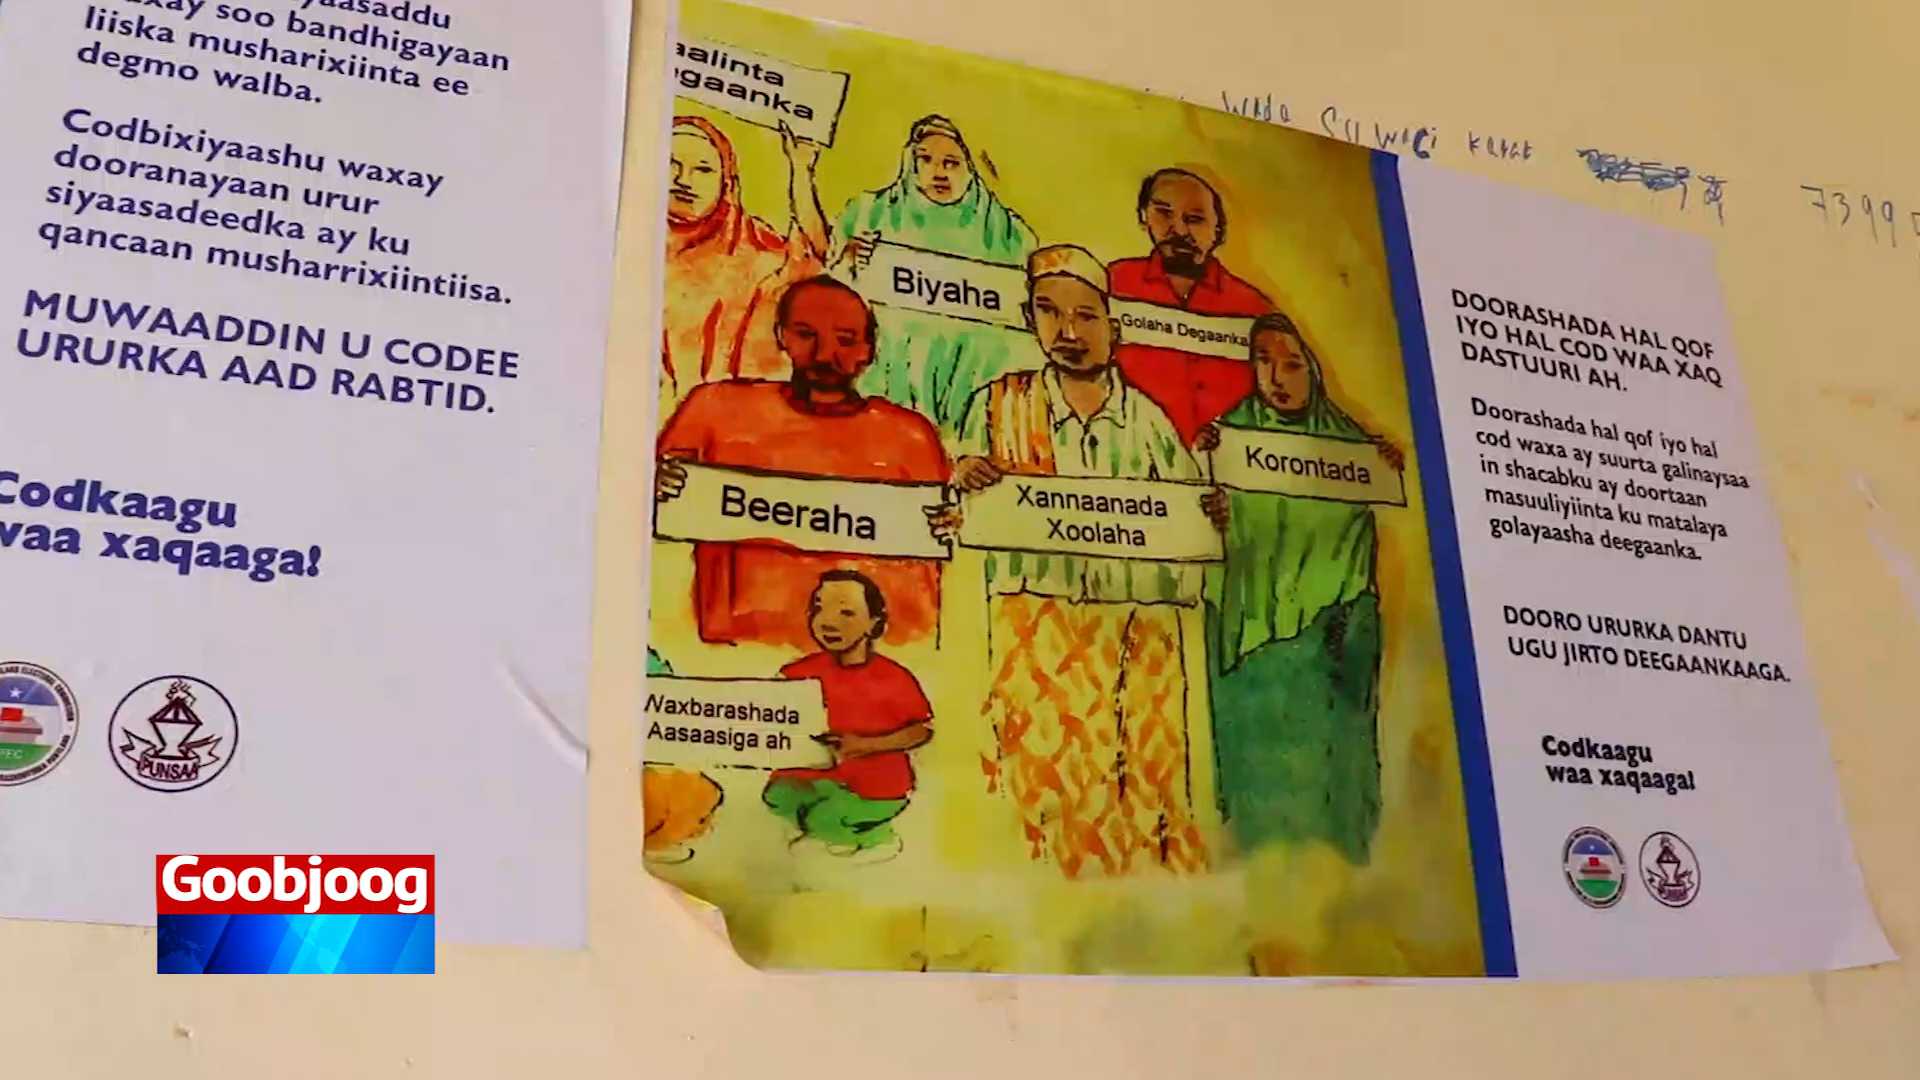 soo bandhigayaan
liiska musharixiinta ee
degmo walba.
Codbixiyaashu waxay
dooranayaan urur
siyaasadeedka ay ku
qancaan musharrixiintiisa.
MUWAADDIN U CODEE
URURKA AAD RABTID.
Codkaagu
waa xaqaaga!
PUNSAA
Goobjoog
aalinta
egaanka
Biyaha
Golaha Degaanka
Beeraha
Xannaanada
Xoolaha
Korontada
Waxbarashada
Aasaasiga ah
DOORASHADA HAL QOF
IYO HAL COD WAA XAQ
DASTUURI AH.
Doorashada hal qof iyo hal
cod waxa ay suurta galinaysaa
in shacabku ay doortaan
masuuliyiinta ku matalaya
golayaasha deegaanka.
DOORO URURKA DANTU
UGU JIRTO DEEGAANKAAGA.
Codkaagu
waa xaqaaga!